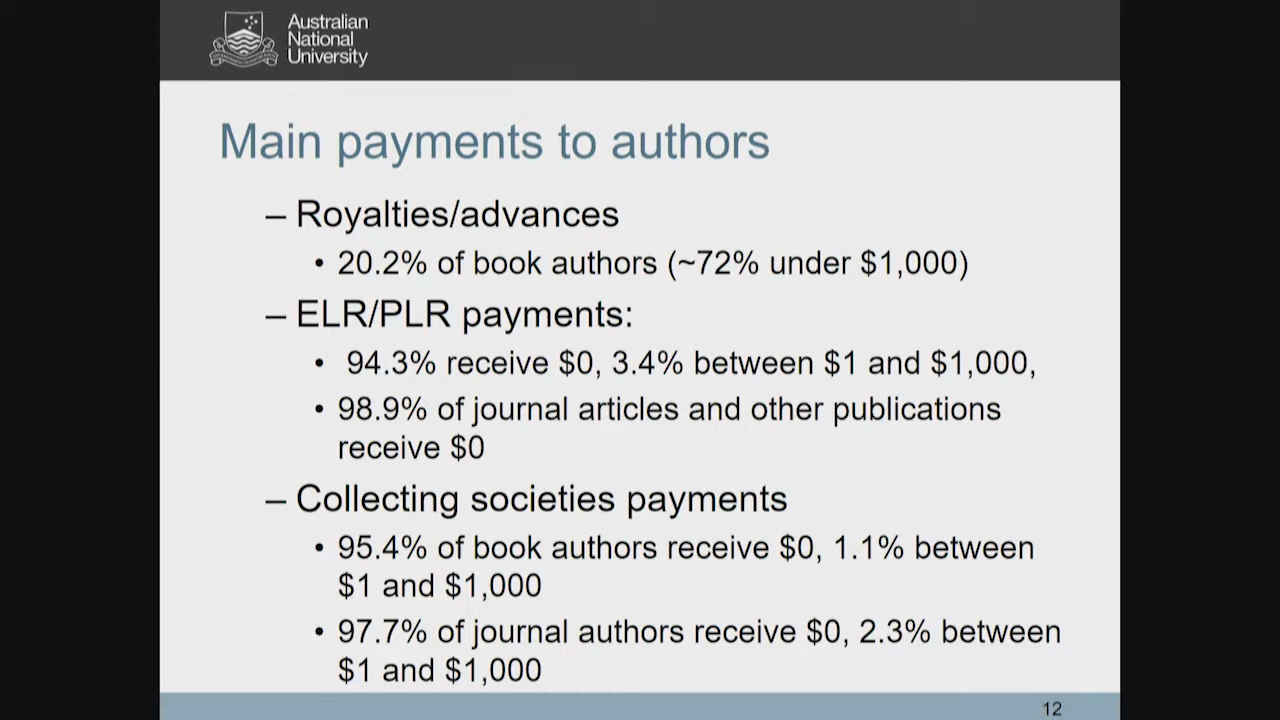 Australian
National
University
Main payments to authors
– Royalties/advances
• 20.2% of book authors (~72% under $1,000)
– ELR/PLR payments:
• 94.3% receive $0, 3.4% between $1 and $1,000,
• 98.9% of journal articles and other publications
receive $0
– Collecting societies payments
• 95.4% of book authors receive $0, 1.1% between
$1 and $1,000
• 97.7% of journal authors receive $0, 2.3% between
$1 and $1,000
12